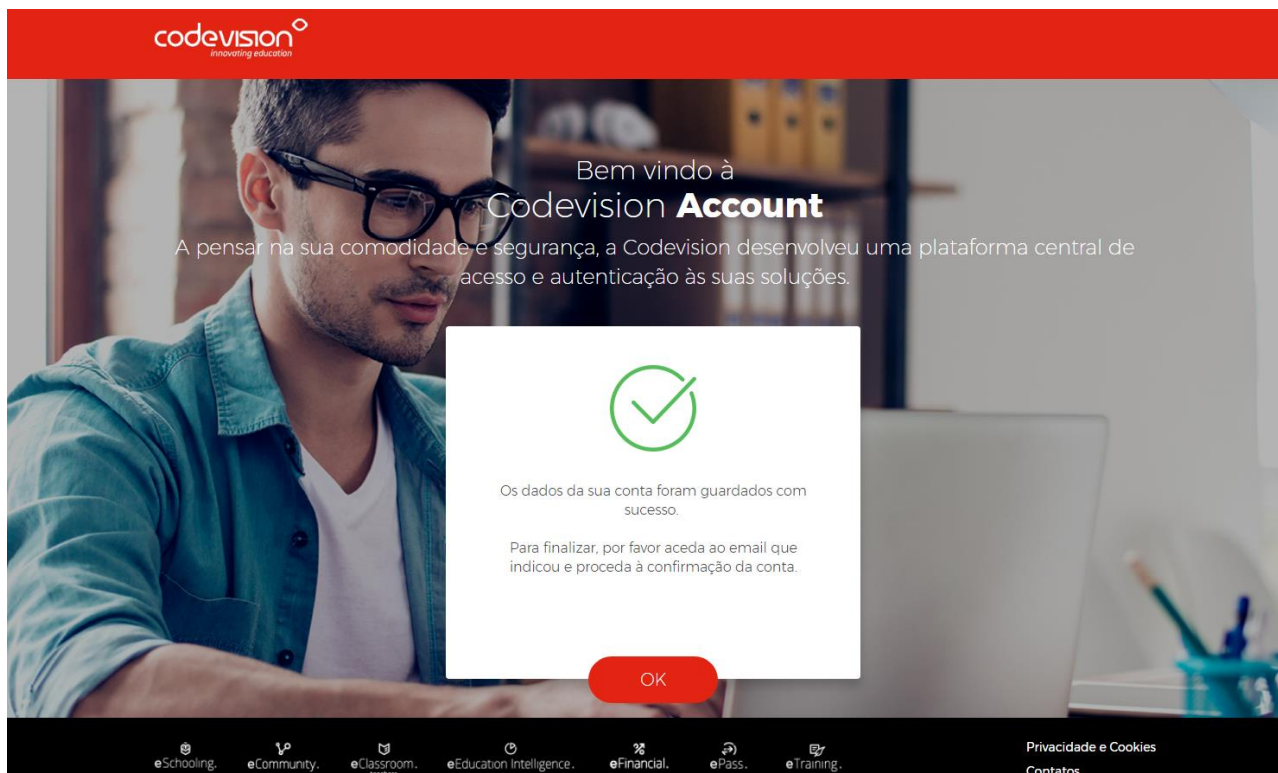 codevision
innovating education
Bem vindo à
Codevision Account
A pensar na sua comodidade e segurança, a Codevision desenvolveu uma plataforma central de
acesso e autenticação às suas soluções.
Os dados da sua conta foram guardados com
sucesso.
Para finalizar, por favor aceda ao email que
indicou e proceda à confirmação da conta.
OK
eSchooling. eCommunity. eClassroom. eEducation Intelligence. eFinancial. ePass. eTraining.
Privacidade e Cookies
Contatos